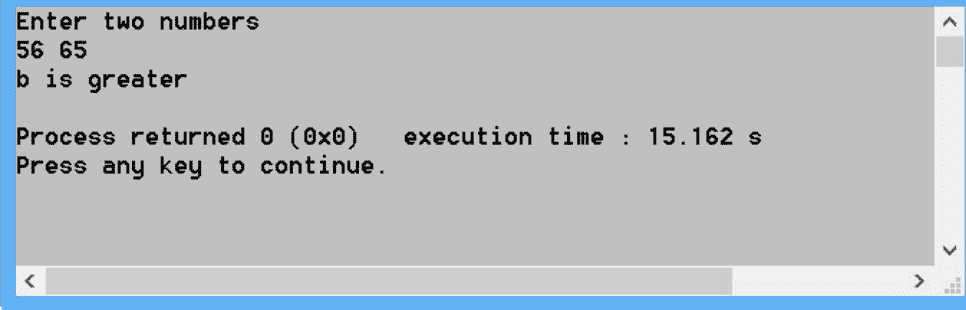 Enter two numbers
56 65
b is greater
Process returned 0 (0x0)   execution time : 15.162 s
Press any key to continue.